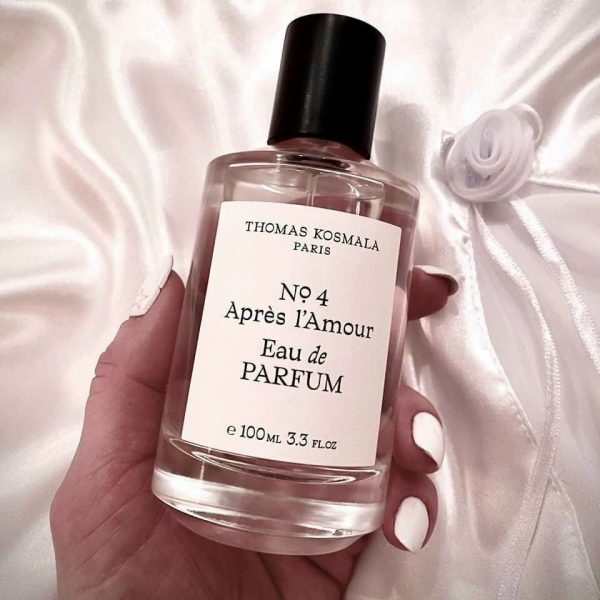 THOMAS KOSMALA
PARIS
Nº 4
Après l'Amour
Eau de
PARFUM
℮ 100ML 3.3 FL.OZ